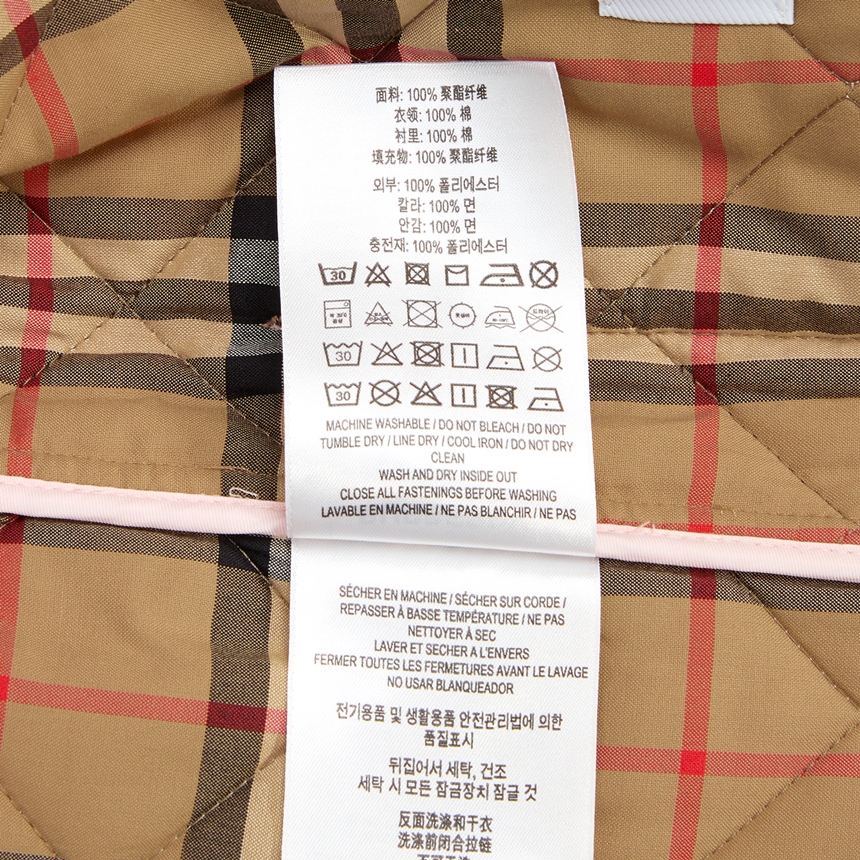 面料: 100% 聚酯纤维
衣领: 100% 棉
衬里: 100% 棉
填充物: 100% 聚酯纤维
외부: 100% 폴리에스터
칼라: 100% 면
안감: 100% 면
충전재: 100% 폴리에스터
30
30
30
MACHINE WASHABLE / DO NOT BLEACH / DO NOT
TUMBLE DRY / LINE DRY / COOL IRON / DO NOT DRY
CLEAN
WASH AND DRY INSIDE OUT
CLOSE ALL FASTENINGS BEFORE WASHING
LAVABLE EN MACHINE / NE PAS BLANCHIR / NE PAS
SÉCHER EN MACHINE / SÉCHER SUR CORDE /
REPASSER À BASSE TEMPÉRATURE / NE PAS
NETTOYER À SEC
LAVER ET SECHER A L'ENVERS
FERMER TOUTES LES FERMETURES AVANT LE LAVAGE
NO USAR BLANQUEADOR
전기용품 및 생활용품 안전관리법에 의한
품질표시
뒤집어서 세탁, 건조
세탁 시 모든 잠금장치 잠글 것
反面洗涤和干衣
洗涤前闭合拉链